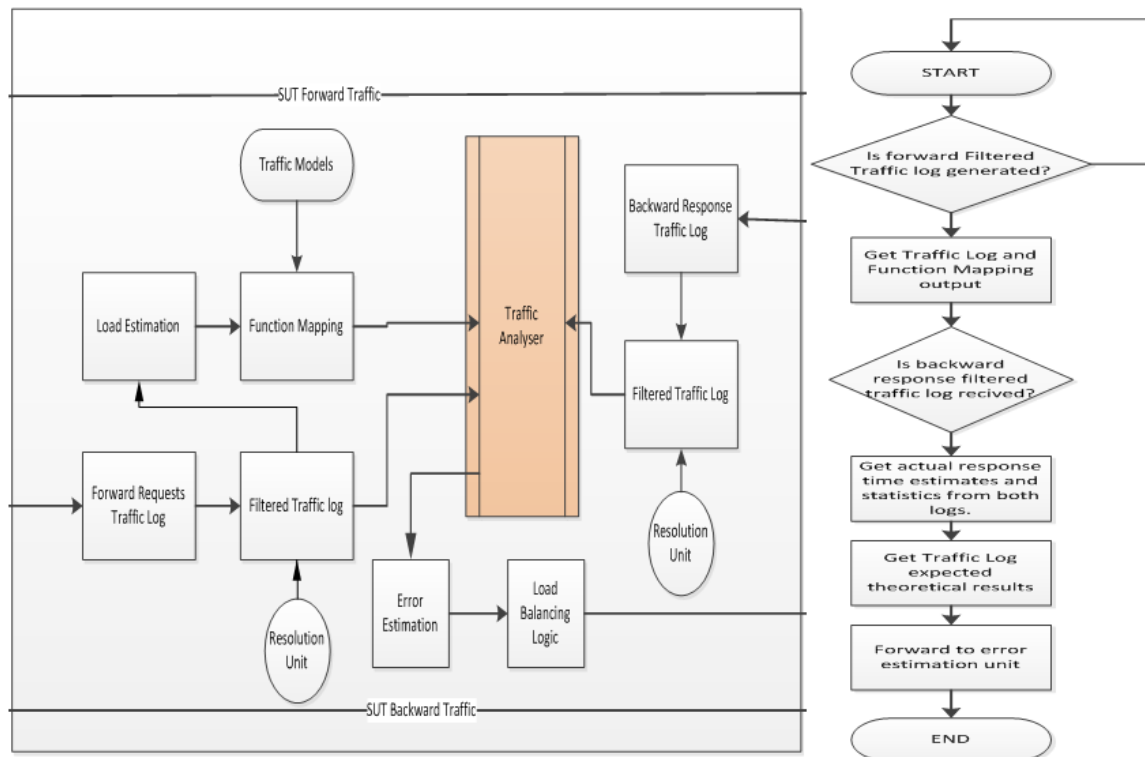 SUT Forward Traffic
Traffic Models
Load Estimation
Function Mapping
Forward Requests
Traffic Log
Filtered Traffic log
Resolution
Unit
Traffic
Analyser
Backward Response
Traffic Log
Filtered Traffic Log
Resolution
Unit
Error
Estimation
Load
Balancing
Logic
SUT Backward Traffic
START
Is forward Filtered
Traffic log generated?
Get Traffic Log and
Function Mapping
output
Is backward
response filtered
traffic log recived?
Get actual response
time estimates and
statistics from both
logs.
Get Traffic Log
expected
theoretical results
Forward to error
estimation unit
END